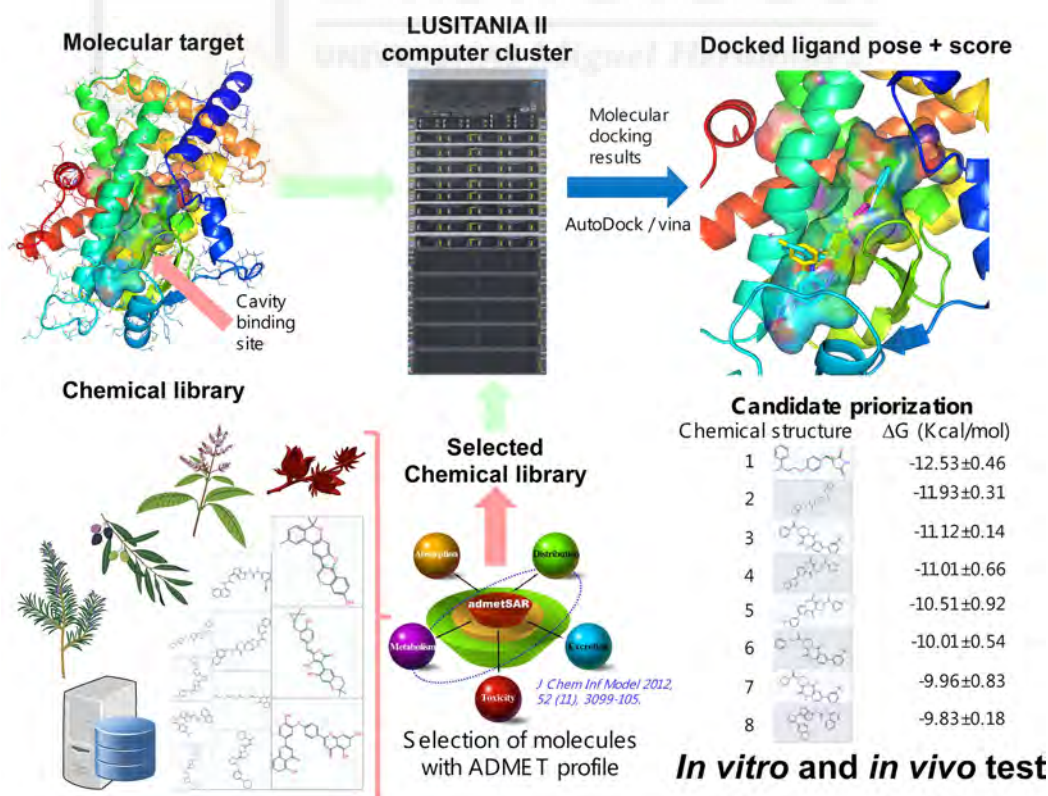 Molecular target
LUSITANIA II
computer cluster
Docked ligand pose + score
Molecular
docking
results
AutoDock / vina
Cavity
binding
site
Chemical library
Selected
Chemical library
Absorption
Distribution
admetSAR
Metabolism
Excretion
Toxicity
J Chem Inf Model 2012,
52 (11), 3099-105.
Selection of molecules
with ADMET profile
Candidate priorization
Chemical structure ΔG (Kcal/mol)
1 -12.53±0.46
2 -11.93±0.31
3 -11.12±0.14
4 -11.01±0.66
5 -10.51±0.92
6 -10.01±0.54
7 -9.96±0.83
8 -9.83±0.18
In vitro and in vivo test